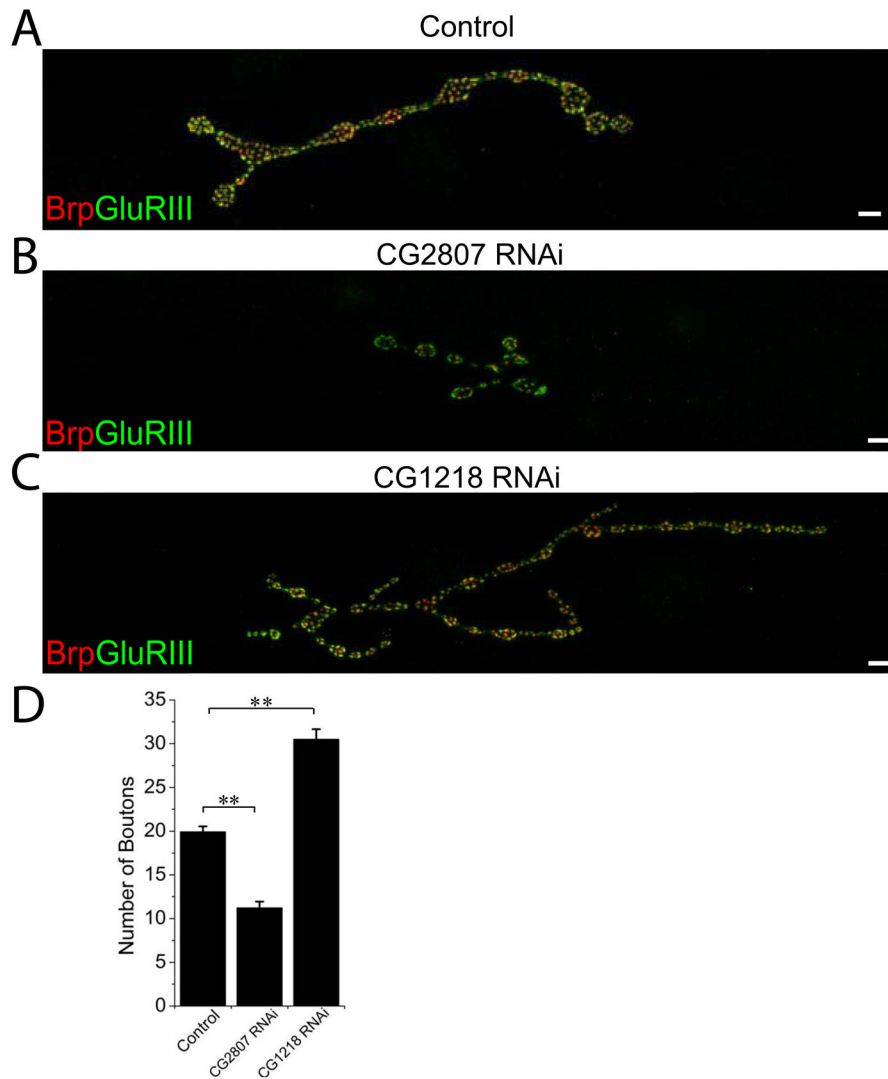 A
Control
BrpGluRIII
B
CG2807 RNAi
BrpGluRIII
C
CG1218 RNAi
BrpGluRIII
D
Number of Boutons
35
30
25
20
15
10
5
0
**
**
Control
CG2807 RNAi
CG1218 RNAi